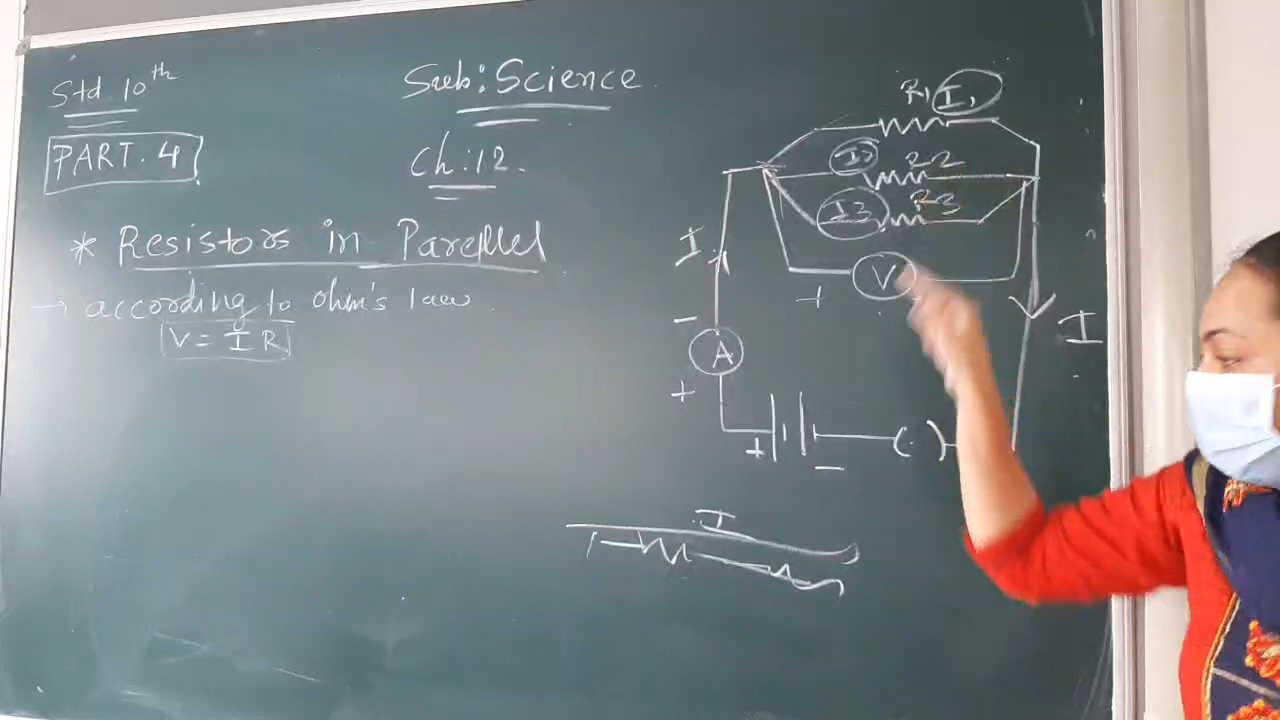 Std 10th
Sub: Science
PART. 4
Ch: 12.
* Resistors in Parellel
→ according to ohm's law
V = I R
R1 I1
I2 R2
I3 R3
I
V
+
I
-
A
+
+
-
( . )
I